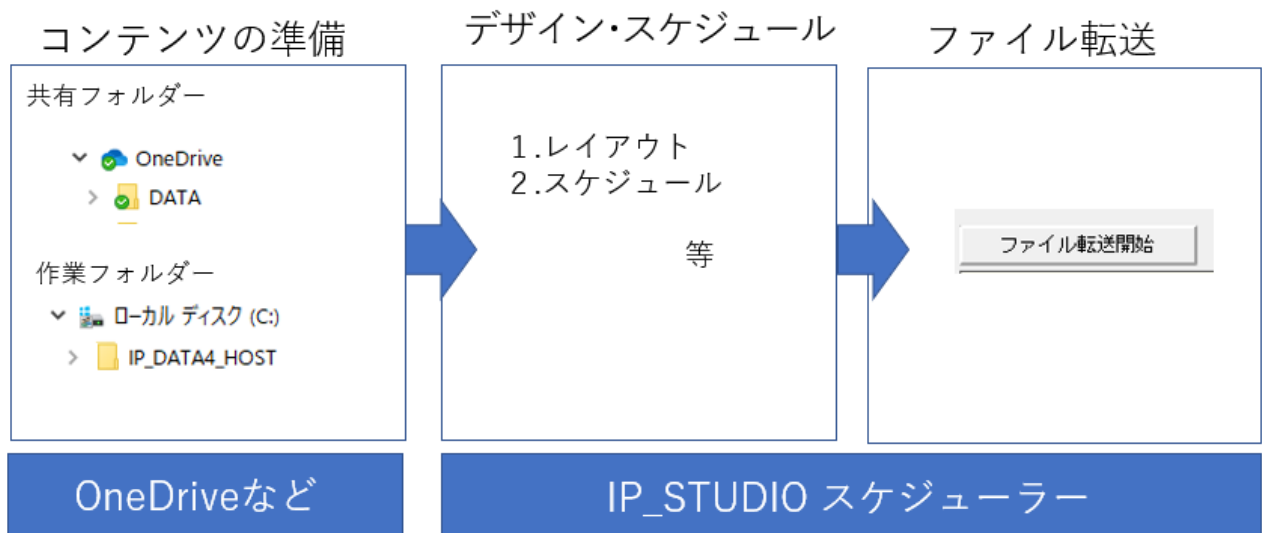 コンテンツの準備
デザイン・スケジュール
ファイル転送
共有フォルダー
OneDrive
DATA
作業フォルダー
ローカル ディスク (C:)
IP_DATA4_HOST
1.レイアウト
2.スケジュール
等
ファイル転送開始
OneDriveなど
IP_STUDIO スケジューラー